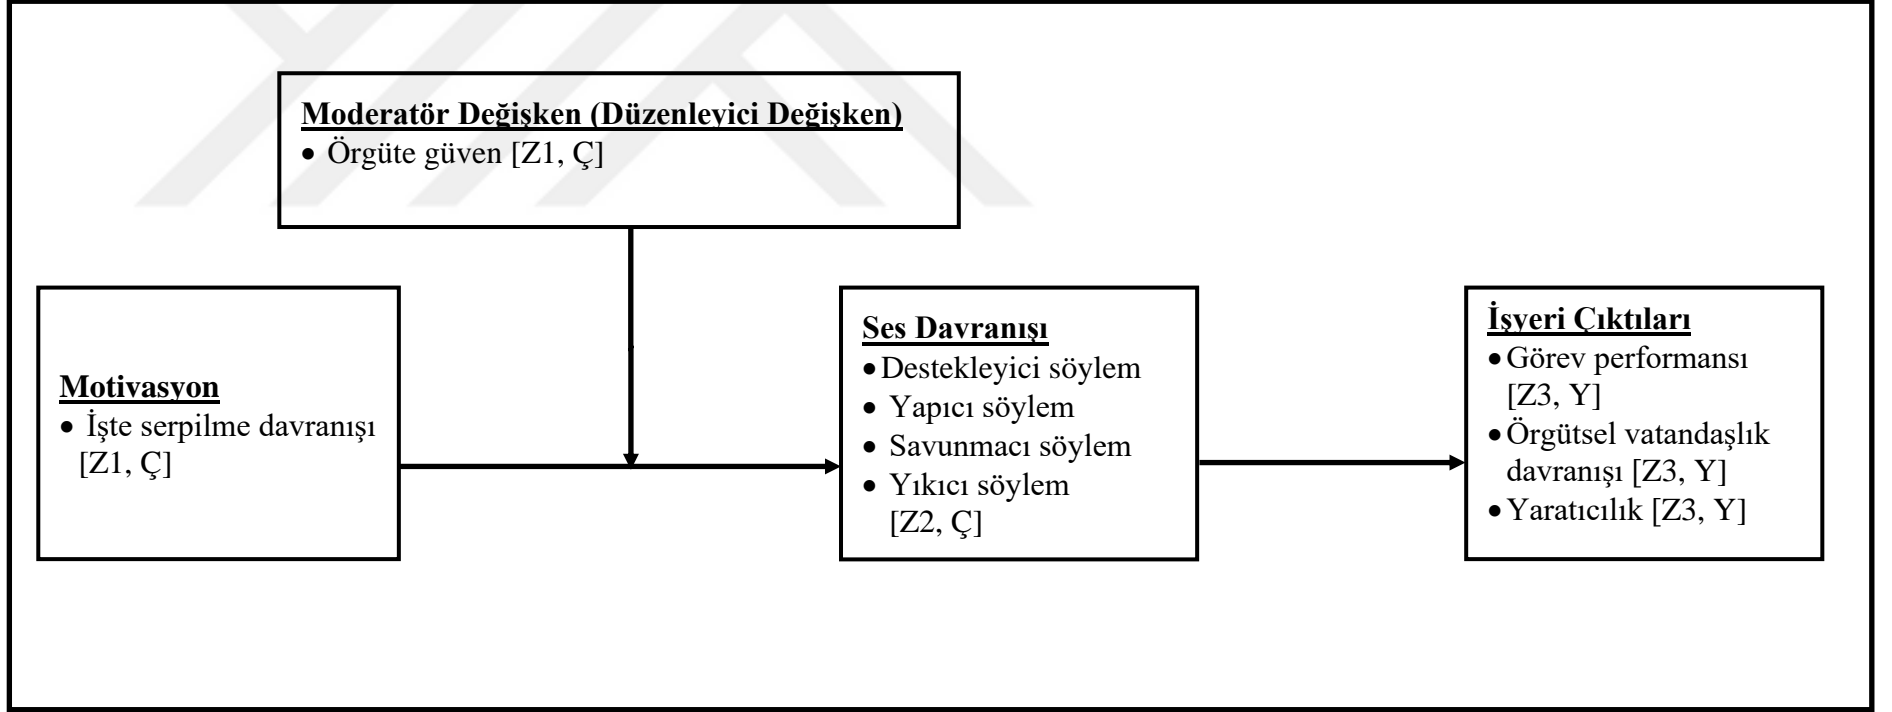 Moderatör Değişken (Düzenleyici Değişken)
• Örgüte güven [Z1, Ç]
Motivasyon
• İşte serpilme davranışı
[Z1, Ç]
Ses Davranışı
• Destekleyici söylem
• Yapıcı söylem
• Savunmacı söylem
• Yıkıcı söylem
[Z2, Ç]
İşyeri Çıktıları
• Görev performansı
[Z3, Y]
• Örgütsel vatandaşlık
davranışı [Z3, Y]
• Yaratıcılık [Z3, Y]